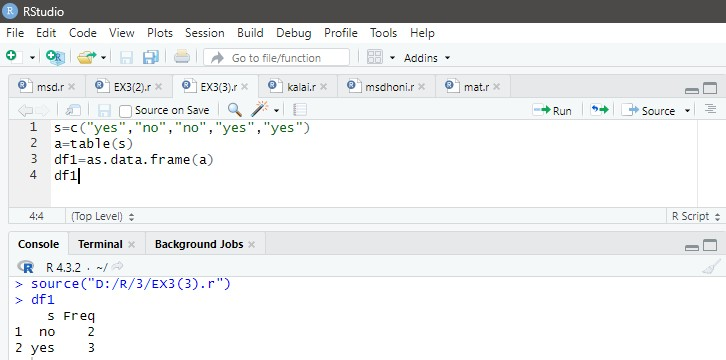 RStudio
File Edit Code View Plots Session Build Debug Profile Tools Help
Go to file/function Addins
msd.r EX3(2).r EX3(3).r kalai.r msdhoni.r mat.r
Source on Save Run Source
1 s=c("yes","no","no","yes","yes")
2 a=table(s)
3 df1=as.data.frame(a)
4 df1
4:4 (Top Level) R Script
Console Terminal Background Jobs
R 4.3.2 · ~/
> source("D:/R/3/EX3(3).r")
> df1
s Freq
1 no 2
2 yes 3